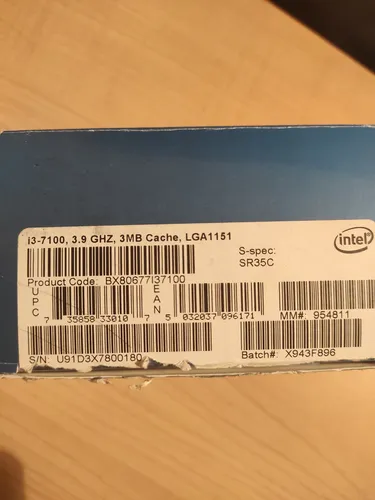 i3-7100, 3.9 GHZ, 3MB Cache, LGA1151
intel
S-spec:
SR35C
Product Code: BX80677I37100
UPC
7 35858 33010 7
EAN
5 032037 096171
MM#: 954811
S/N: U91D3X7800180
Batch#: X943F896